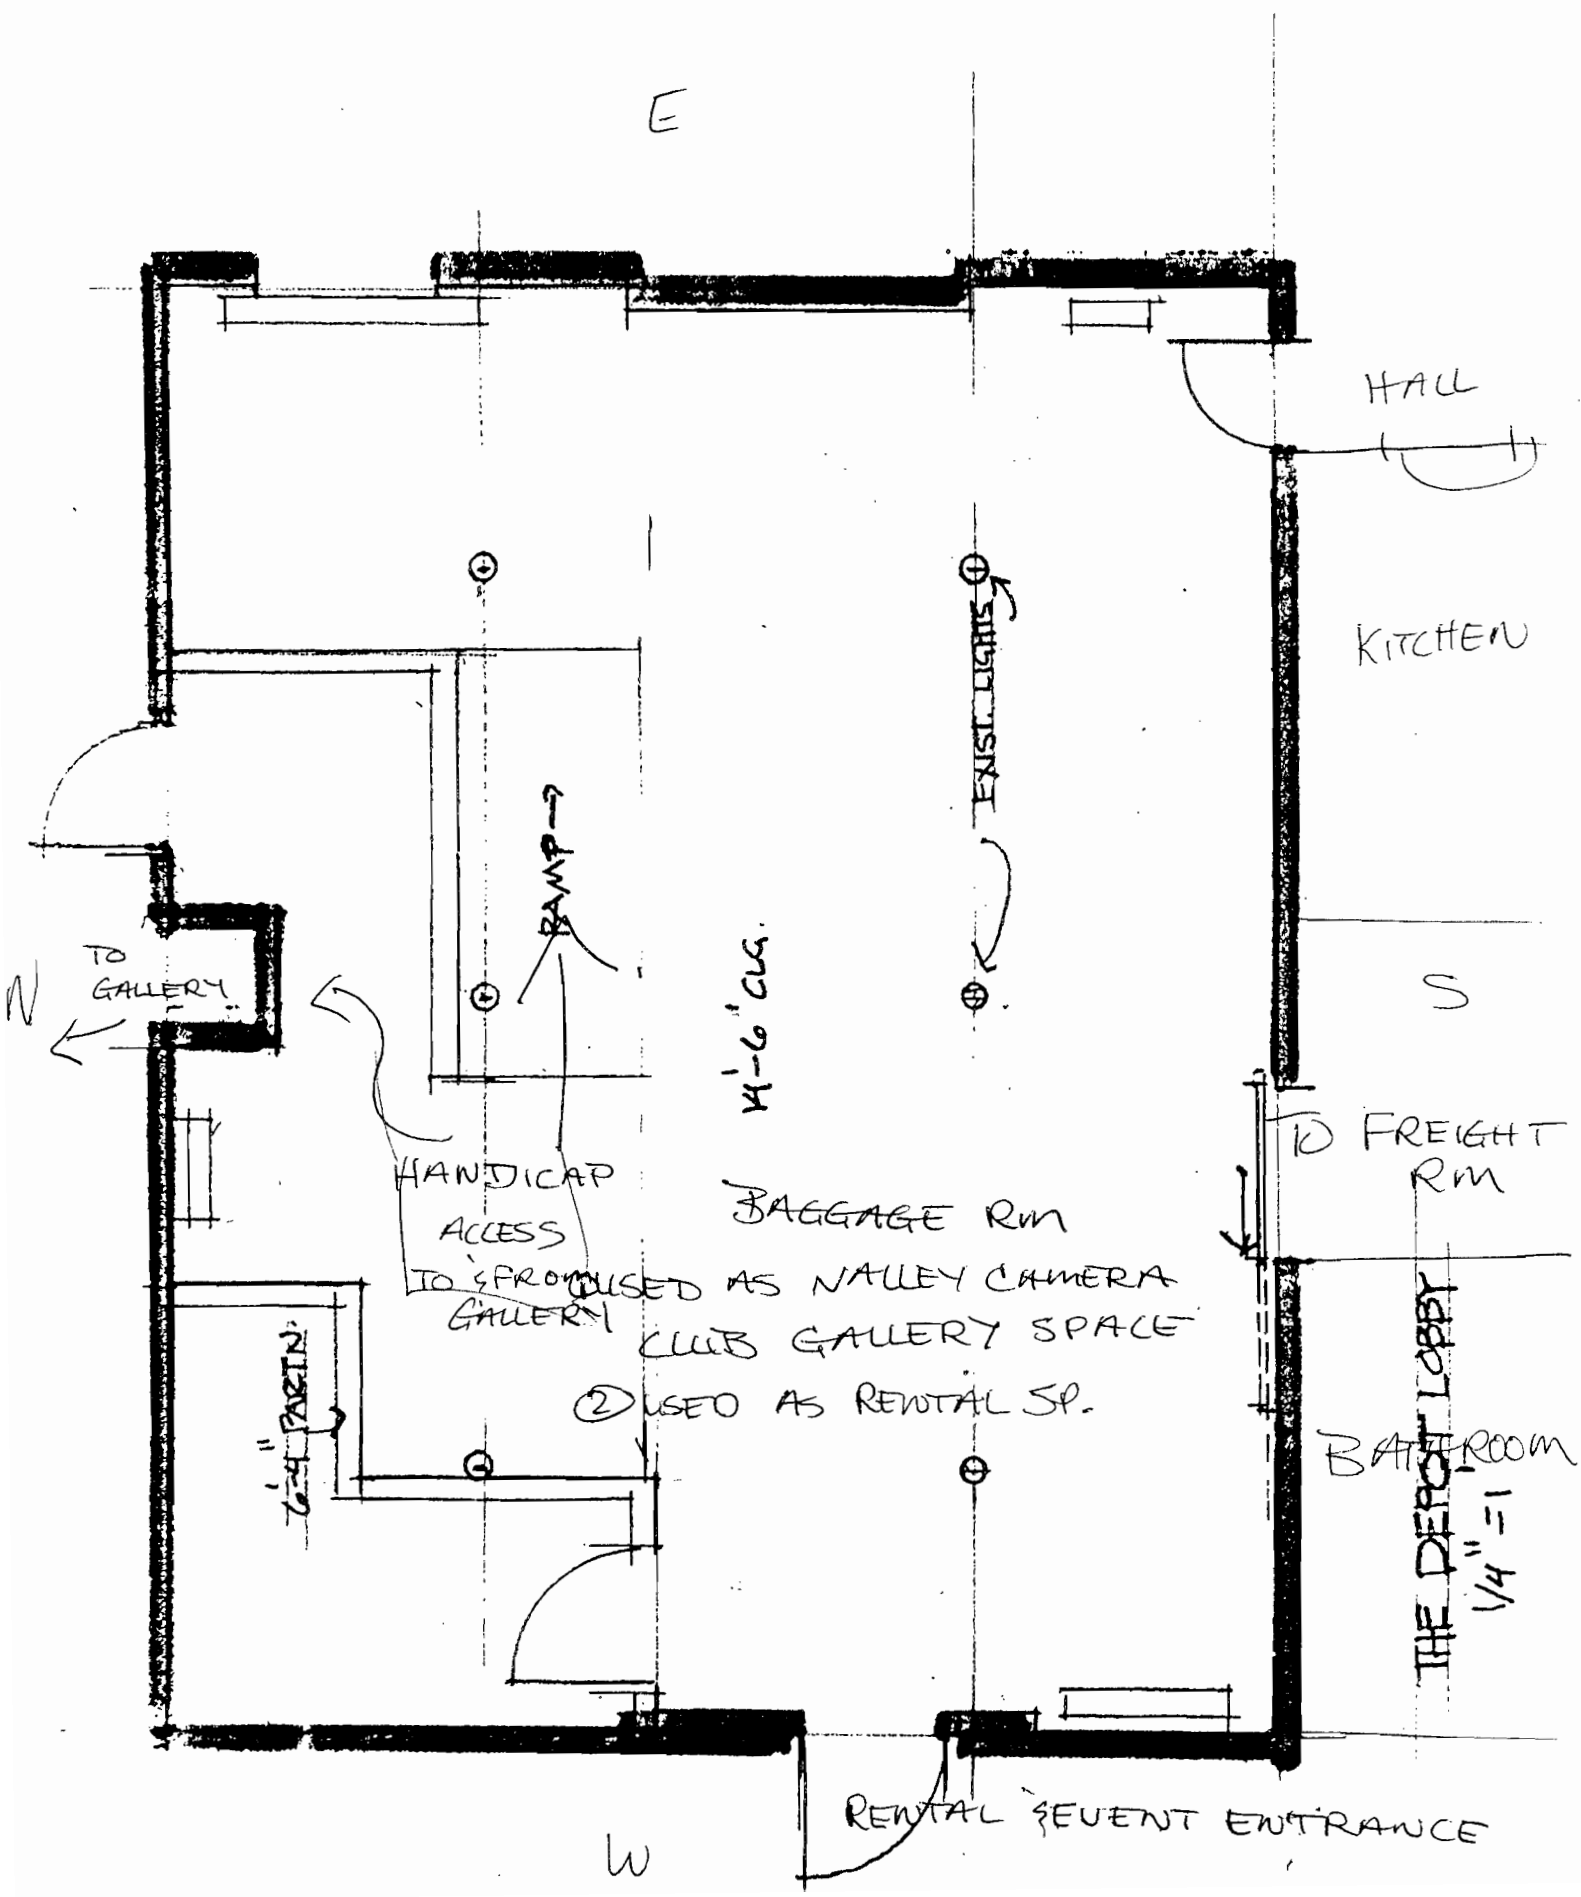 E
HALL
KITCHEN
EXIST. LIGHTS
RAMP→
TO
GALLERY
N
S
14'-6" CLG.
TO FREIGHT
RM
HANDICAP
ACCESS
TO & FROM
GALLERY
BAGGAGE RM
USED AS NALLEY CAMERA
CLUB GALLERY SPACE
② USED AS RENTAL SP.
6'-4" PARTN.
BATHROOM
THE DEPOT LOBBY
1/4" = 1'
RENTAL & EVENT ENTRANCE
W